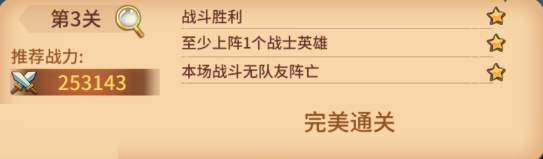 第3关
推荐战力:
253143
战斗胜利
至少上阵1个战士英雄
本场战斗无队友阵亡
完美通关